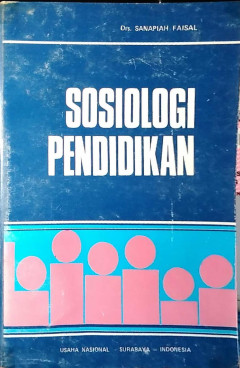 Drs. SANAPIAH FAISAL
SOSIOLOGI
PENDIDIKAN
USAHA NASIONAL - SURABAYA - INDONESIA